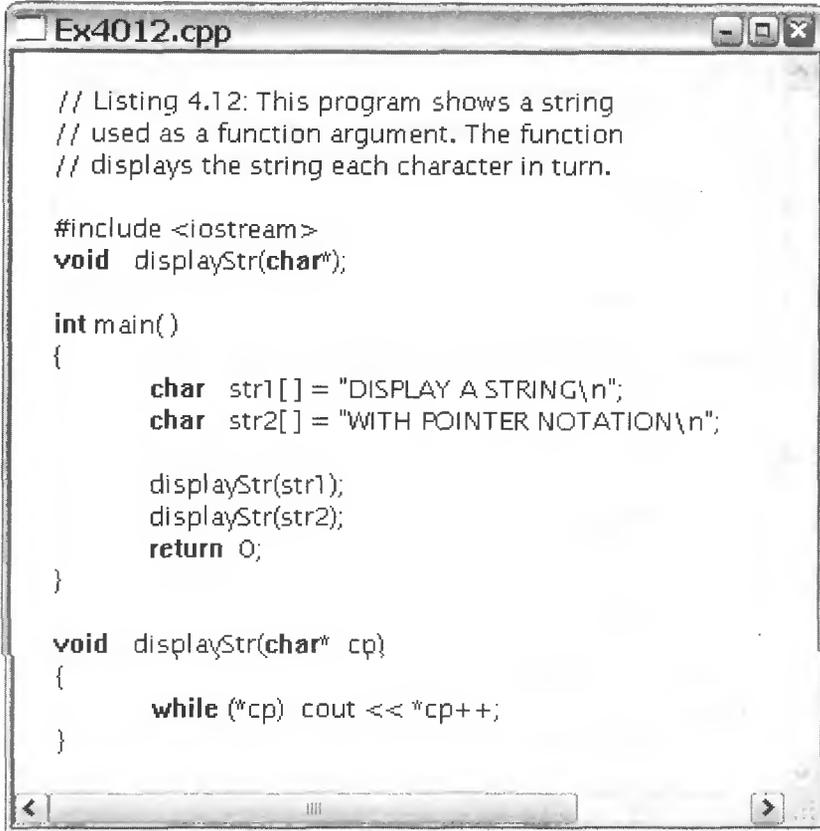 Ex4012.cpp
// Listing 4.12: This program shows a string
// used as a function argument. The function
// displays the string each character in turn.
#include <iostream>
void displayStr(char*);
int main()
{
char str1[ ] = "DISPLAY A STRING\n";
char str2[ ] = "WITH POINTER NOTATION\n";
displayStr(str1);
displayStr(str2);
return 0;
}
void displayStr(char* cp)
{
while (*cp) cout << *cp++;
}